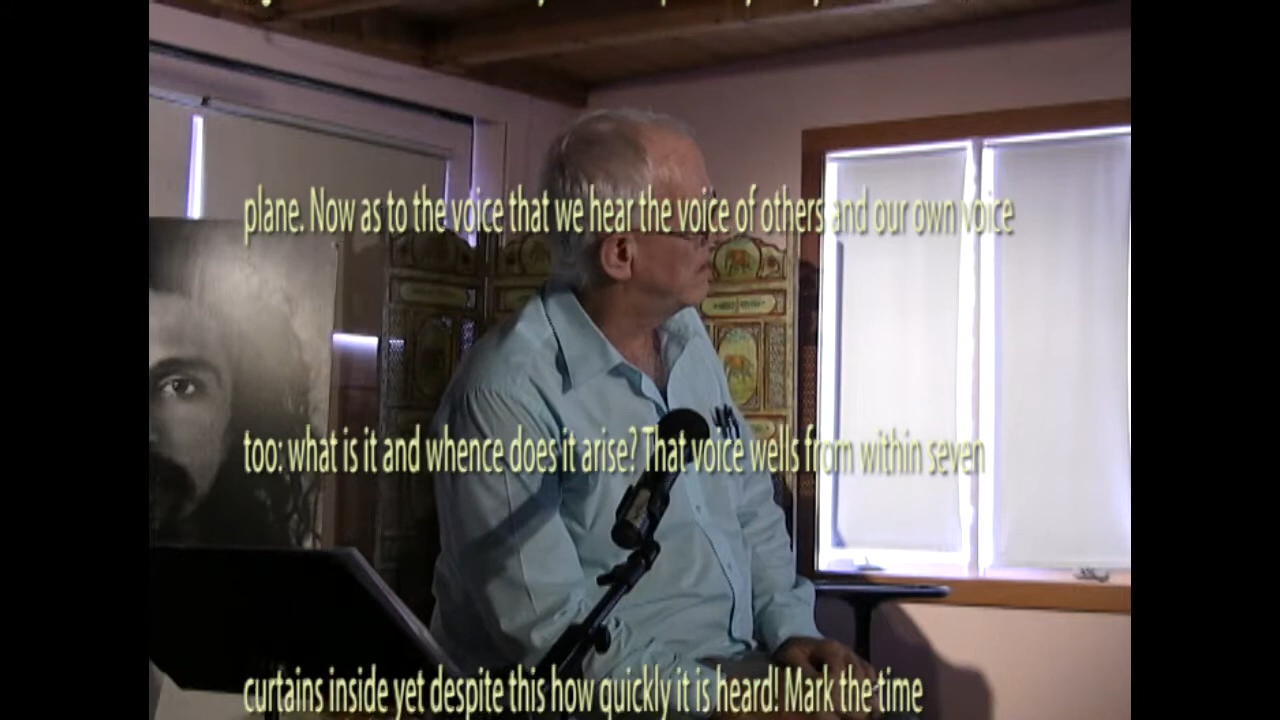 plane. Now as to the voice that we hear the voice of others and our own voice
too: what is it and whence does it arise? That voice wells from within seven
curtains inside yet despite this how quickly it is heard! Mark the time